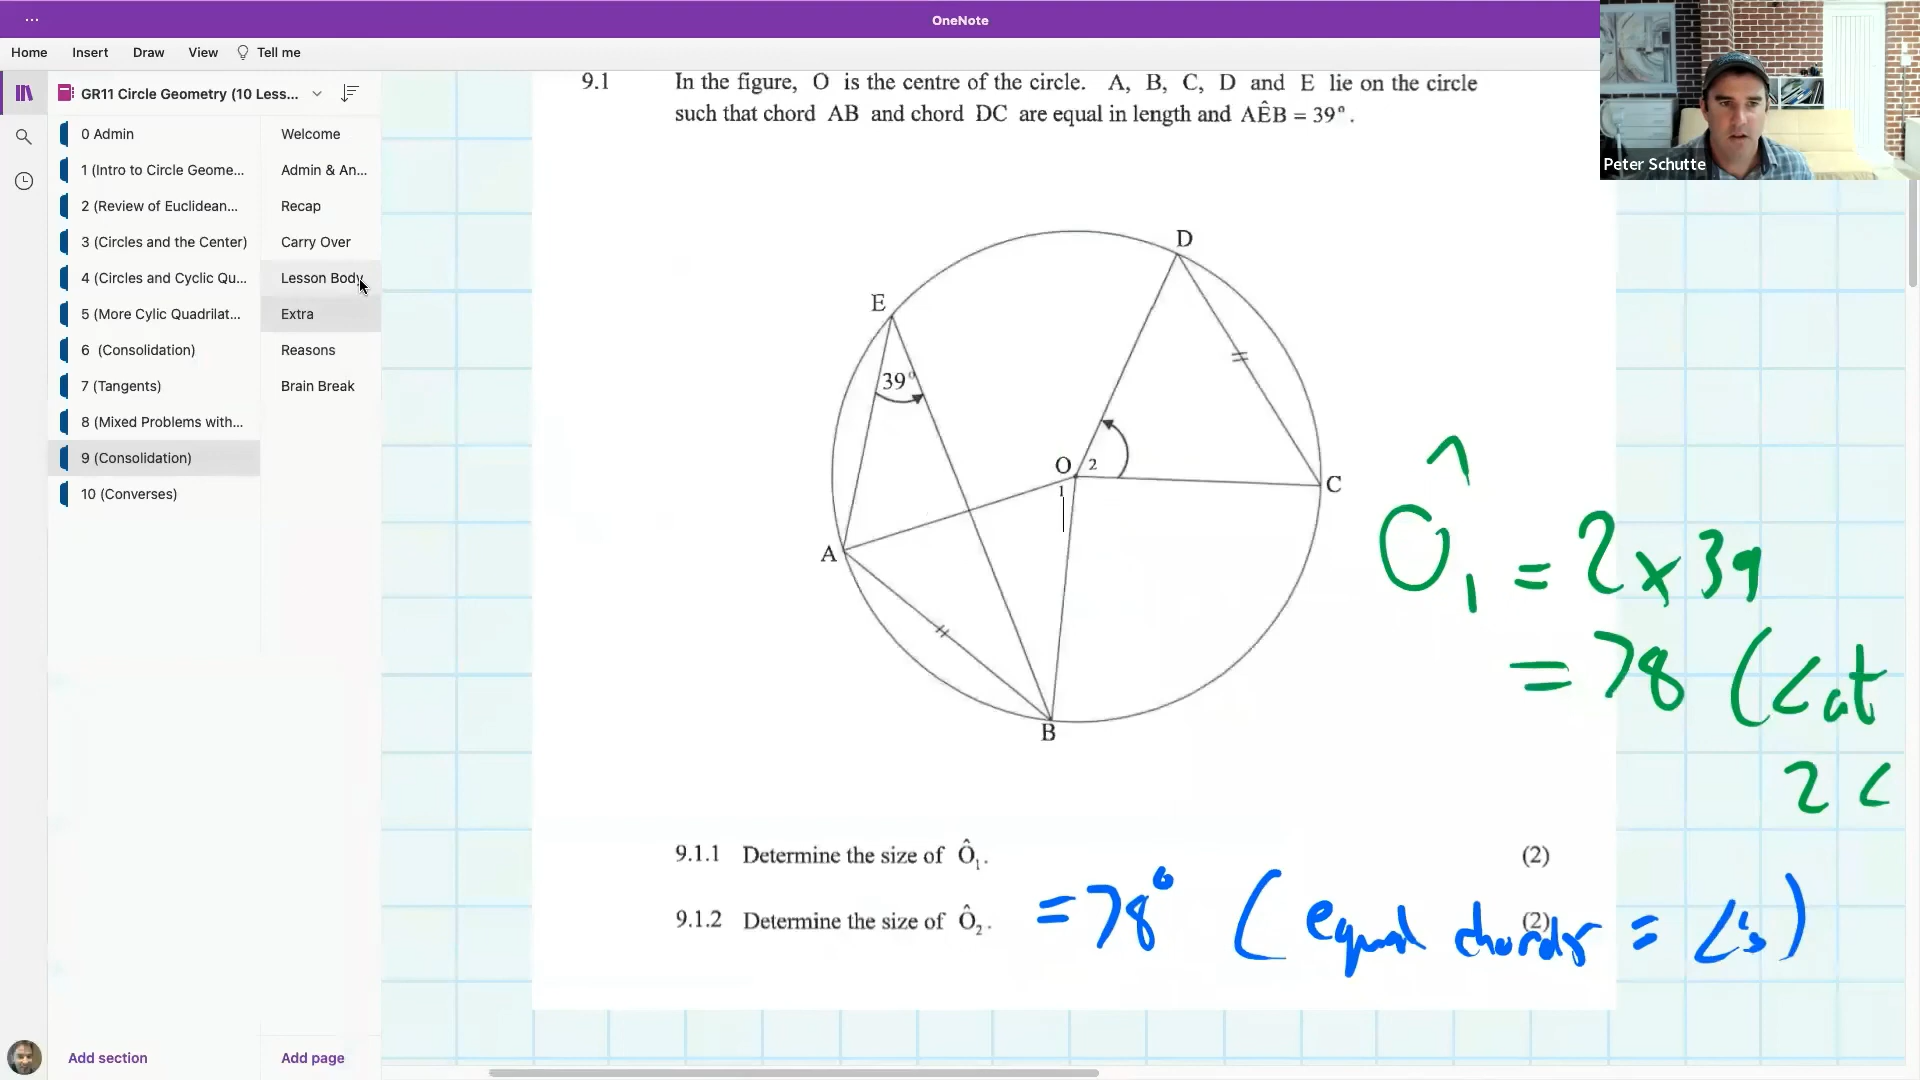 OneNote
Home Insert Draw View Tell me
GR11 Circle Geometry (10 Less...
0 Admin
1 (Intro to Circle Geome...
2 (Review of Euclidean...
3 (Circles and the Center)
4 (Circles and Cyclic Qu...
5 (More Cylic Quadrilat...
6 (Consolidation)
7 (Tangents)
8 (Mixed Problems with...
9 (Consolidation)
10 (Converses)
Add section
Welcome
Admin & An...
Recap
Carry Over
Lesson Body
Extra
Reasons
Brain Break
Add page
9.1 In the figure, O is the centre of the circle. A, B, C, D and E lie on the circle
such that chord AB and chord DC are equal in length and AÊB = 39°.
D
E
39°
O 2
1
C
A
B
Ô₁ = 2 x 39
= 78 (∠ at
2 ∠
9.1.1 Determine the size of Ô₁. (2)
9.1.2 Determine the size of Ô₂. (2)
= 78° (equal chords = ∠'s)
Peter Schutte